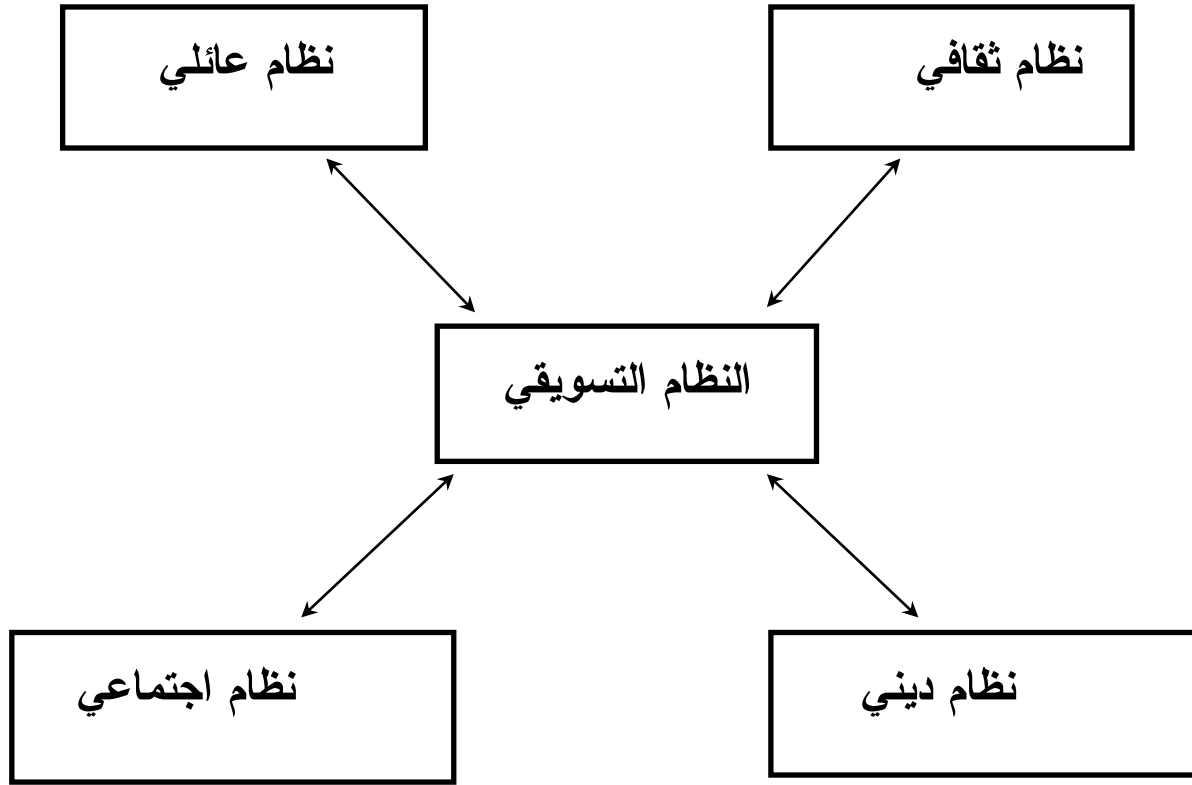 نظام ثقافي
نظام عائلي
النظام التسويقي
نظام ديني
نظام اجتماعي